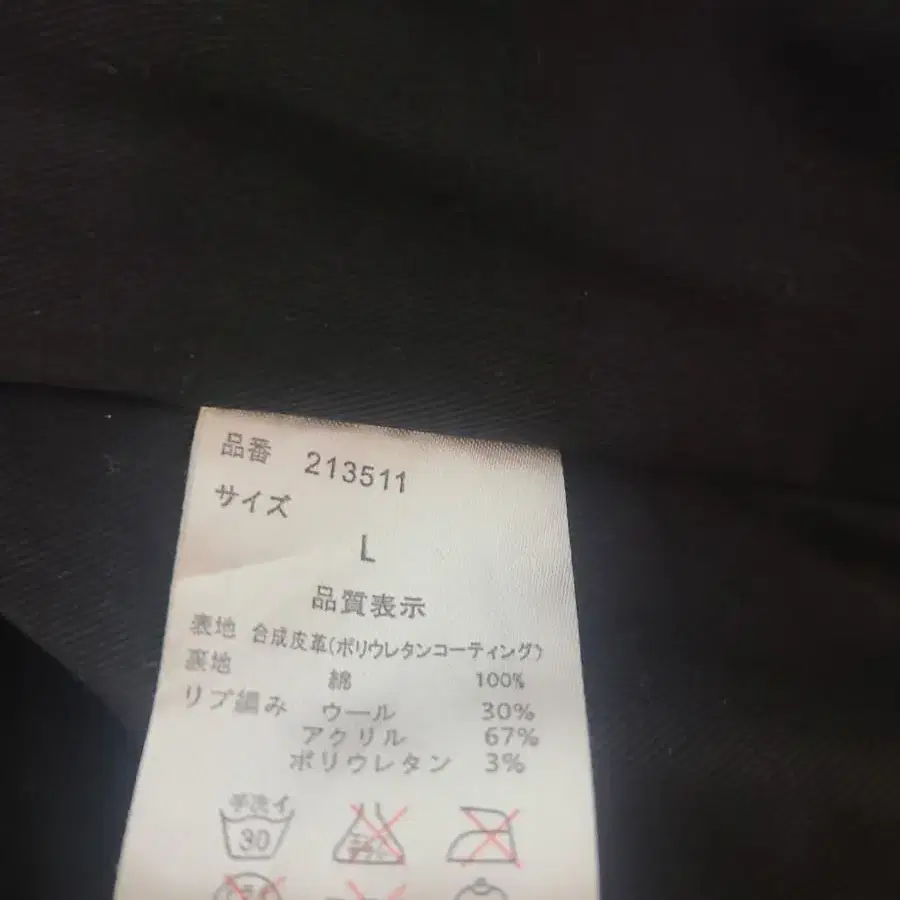 品番 213511
サイズ
L
品質表示
表地 合成皮革(ポリウレタンコーティング)
裏地 綿 100%
リブ編み ウール 30%
アクリル 67%
ポリウレタン 3%
手洗イ
30